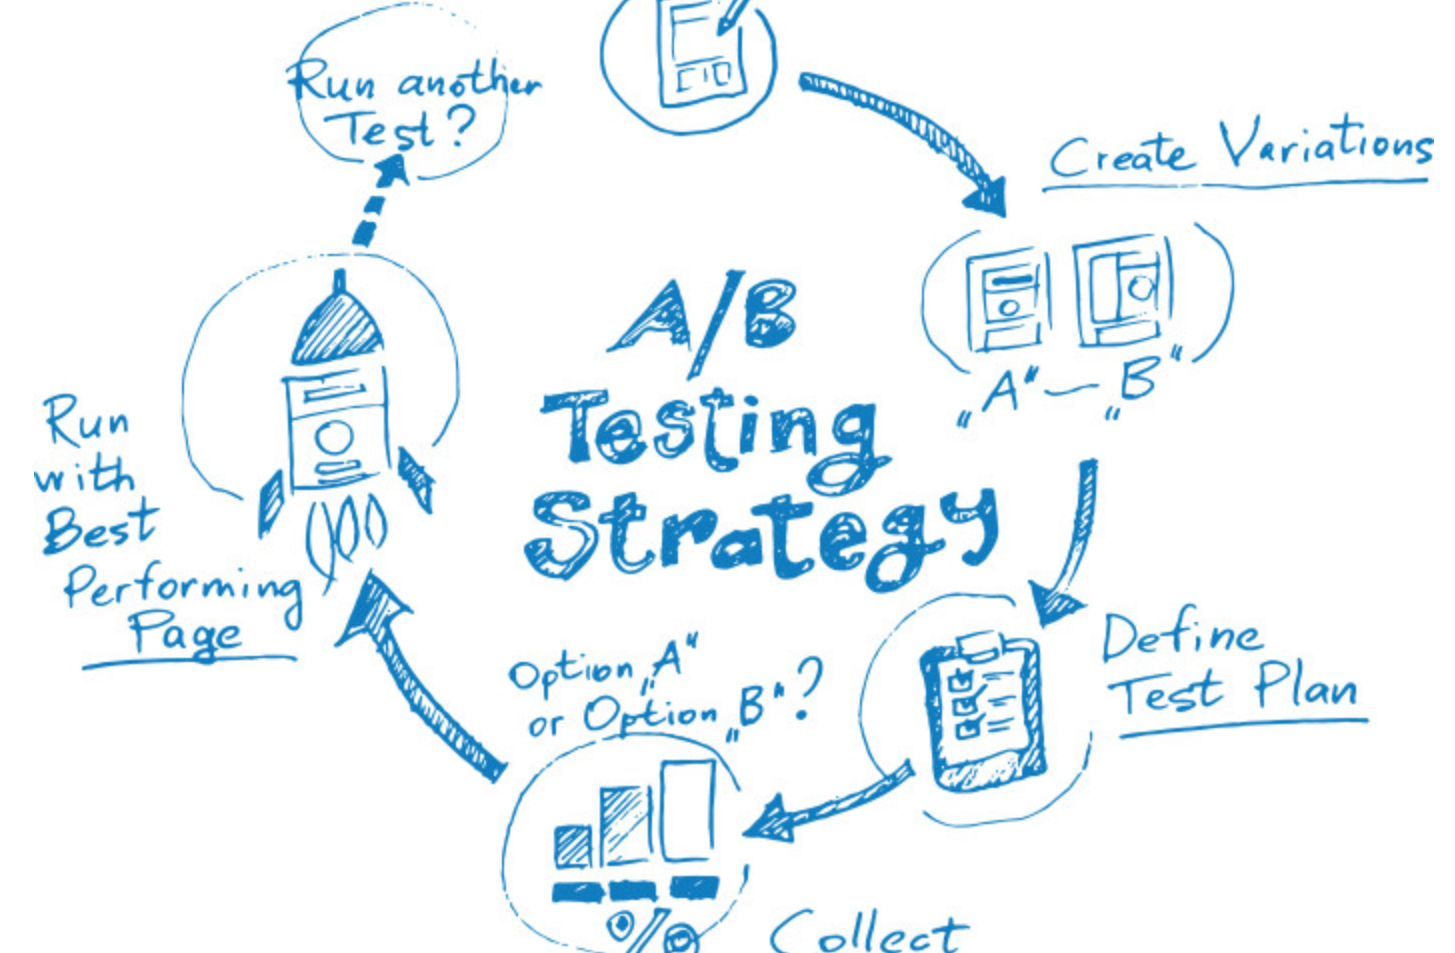 Run another
Test?
Create Variations
„A“ – „B“
A/B
Testing
Strategy
Run
with
Best
Performing
Page
Define
Test Plan
Option „A“
or Option „B“?
%
Collect